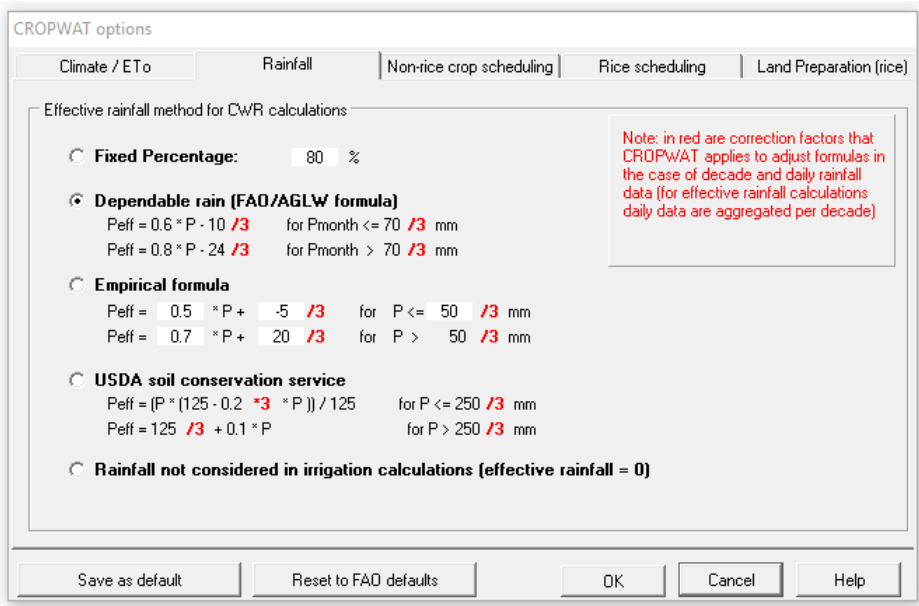 CROPWAT options
Climate / ETo
Rainfall
Non-rice crop scheduling
Rice scheduling
Land Preparation (rice)
Effective rainfall method for CWR calculations
Note: in red are correction factors that
CROPWAT applies to adjust formulas in
the case of decade and daily rainfall
data (for effective rainfall calculations
daily data are aggregated per decade)
Fixed Percentage: 80 %
Dependable rain (FAO/AGLW formula)
Peff = 0.6 * P - 10 /3 for Pmonth <= 70 /3 mm
Peff = 0.8 * P - 24 /3 for Pmonth > 70 /3 mm
Empirical formula
Peff = 0.5 * P + -5 /3 for P <= 50 /3 mm
Peff = 0.7 * P + 20 /3 for P > 50 /3 mm
USDA soil conservation service
Peff = (P * (125 - 0.2 *3 * P )) / 125 for P <= 250 /3 mm
Peff = 125 /3 + 0.1 * P for P > 250 /3 mm
Rainfall not considered in irrigation calculations (effective rainfall = 0)
Save as default
Reset to FAO defaults
OK
Cancel
Help